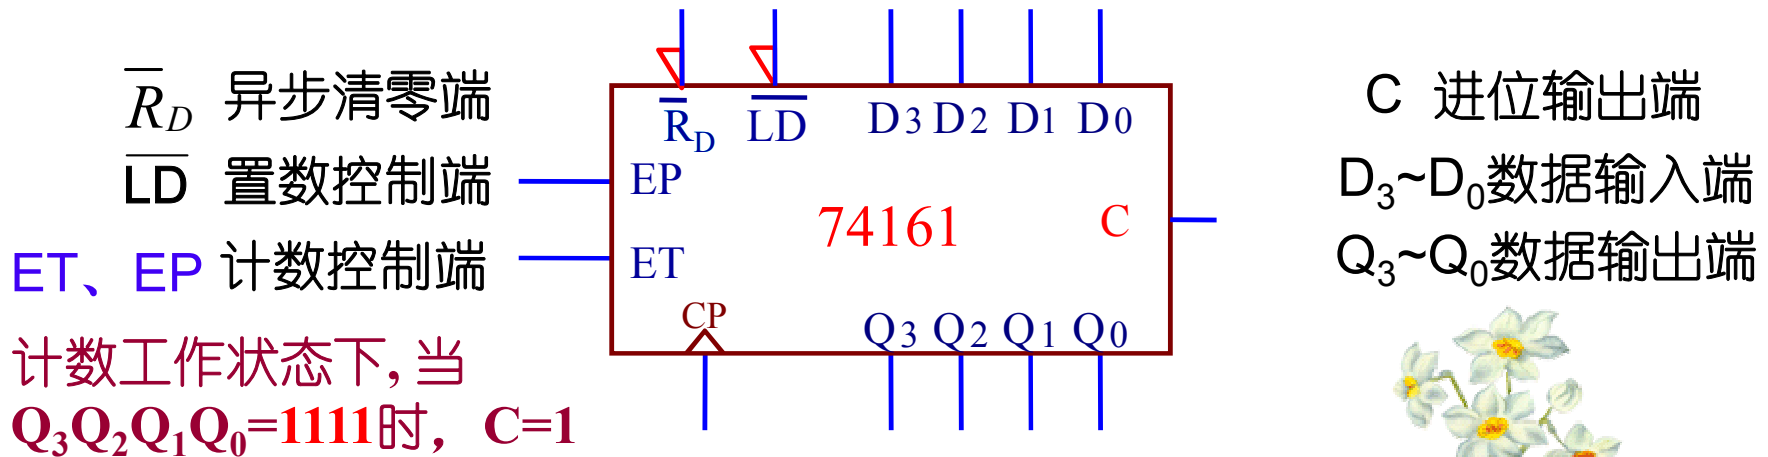 R̅D 异步清零端
L̅D̅ 置数控制端
ET、EP 计数控制端
计数工作状态下,当
Q3Q2Q1Q0=1111时，C=1
R̅D L̅D̅ D3 D2 D1 D0
EP
74161 C
ET
CP
Q3 Q2 Q1 Q0
C 进位输出端
D3~D0数据输入端
Q3~Q0数据输出端